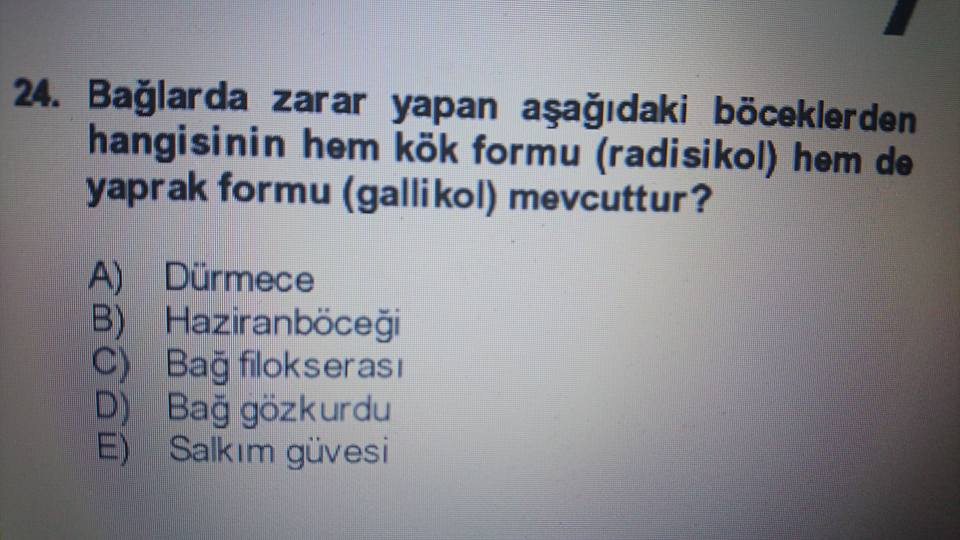 24. Bağlarda zarar yapan aşağıdaki böceklerden
hangisinin hem kök formu (radisikol) hem de
yaprak formu (gallikol) mevcuttur?
A) Dürmece
B) Haziranböceği
C) Bağ filokserası
D) Bağ gözkurdu
E) Salkım güvesi